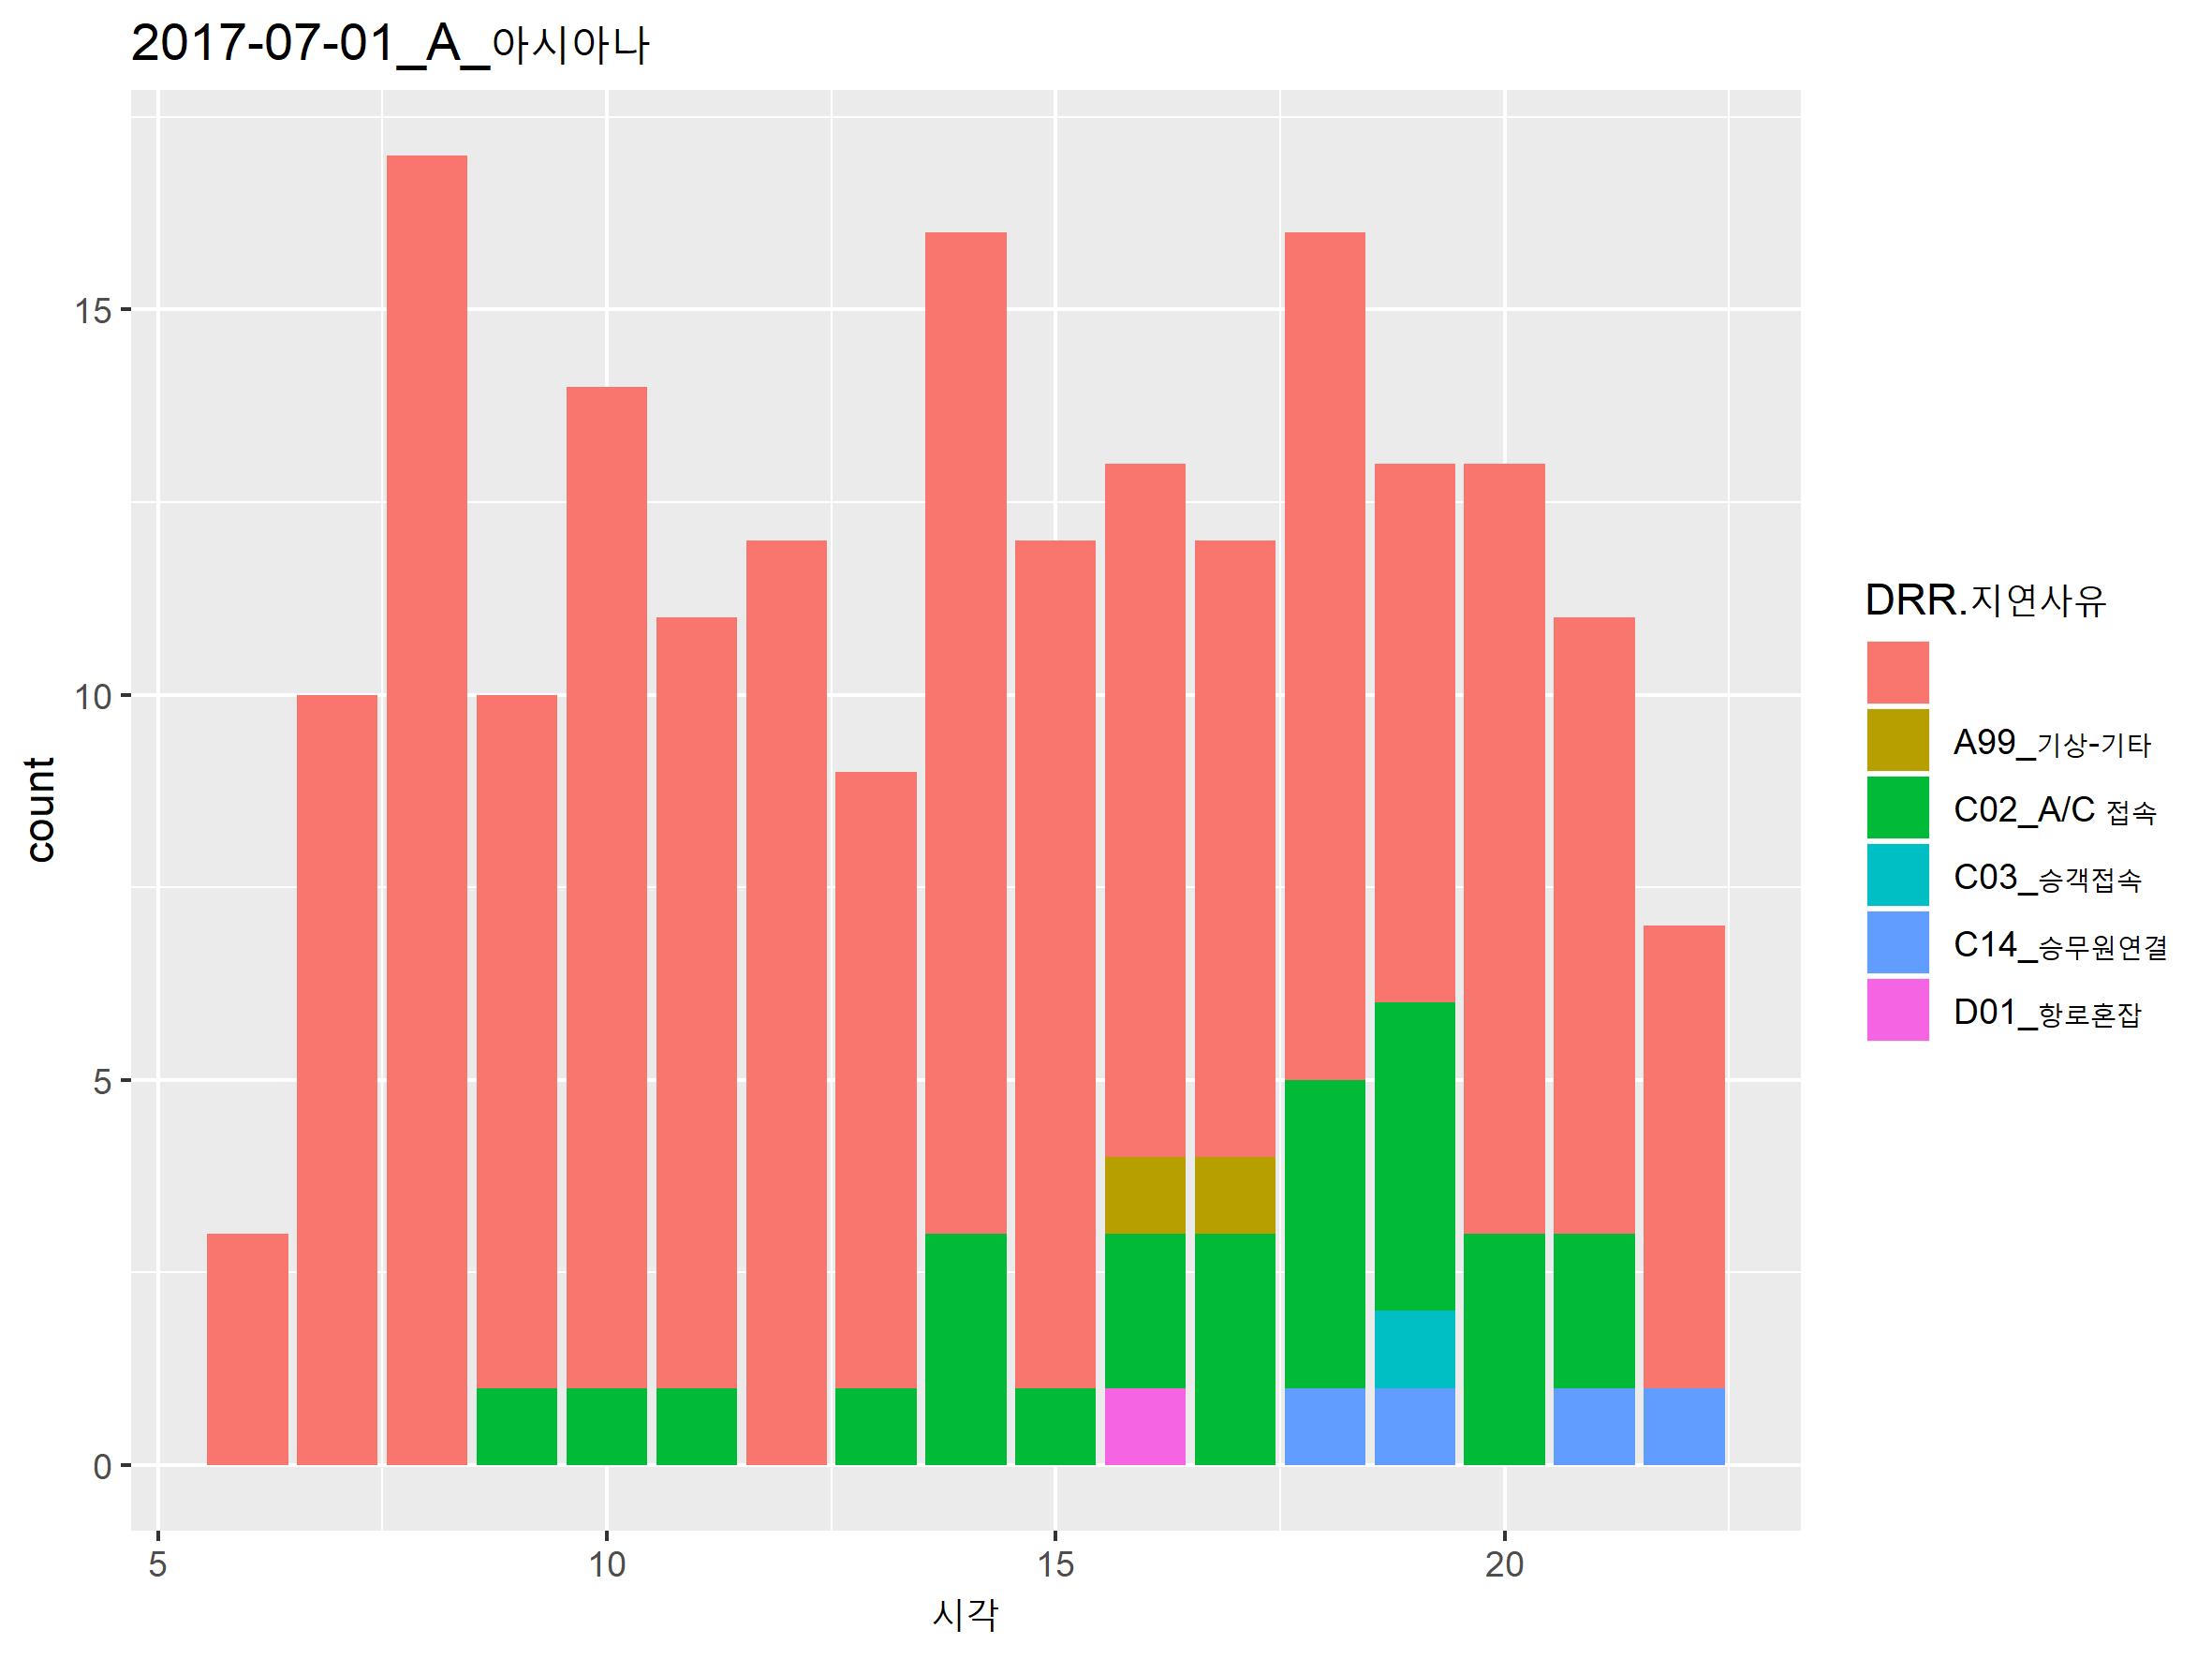 2017-07-01_A_아시아나
count
15
10
5
0
5 10 15 20
시각
DRR.지연사유
A99_기상-기타
C02_A/C 접속
C03_승객접속
C14_승무원연결
D01_항로혼잡